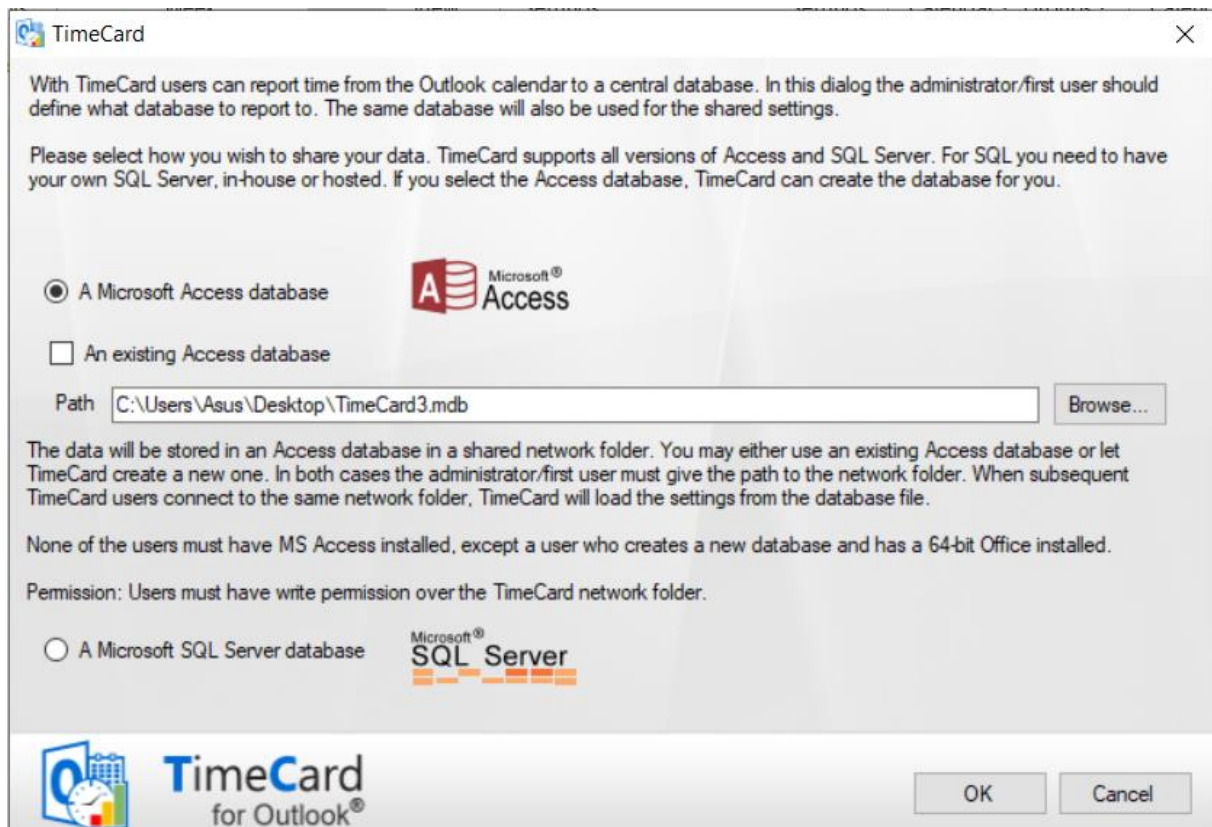 TimeCard
With TimeCard users can report time from the Outlook calendar to a central database. In this dialog the administrator/first user should
define what database to report to. The same database will also be used for the shared settings.
Please select how you wish to share your data. TimeCard supports all versions of Access and SQL Server. For SQL you need to have
your own SQL Server, in-house or hosted. If you select the Access database, TimeCard can create the database for you.
A Microsoft Access database
A Microsoft®
Access
An existing Access database
Path C:\Users\Asus\Desktop\TimeCard3.mdb Browse...
The data will be stored in an Access database in a shared network folder. You may either use an existing Access database or let
TimeCard create a new one. In both cases the administrator/first user must give the path to the network folder. When subsequent
TimeCard users connect to the same network folder, TimeCard will load the settings from the database file.
None of the users must have MS Access installed, except a user who creates a new database and has a 64-bit Office installed.
Permission: Users must have write permission over the TimeCard network folder.
A Microsoft SQL Server database
Microsoft®
SQL Server
TimeCard
for Outlook®
OK Cancel